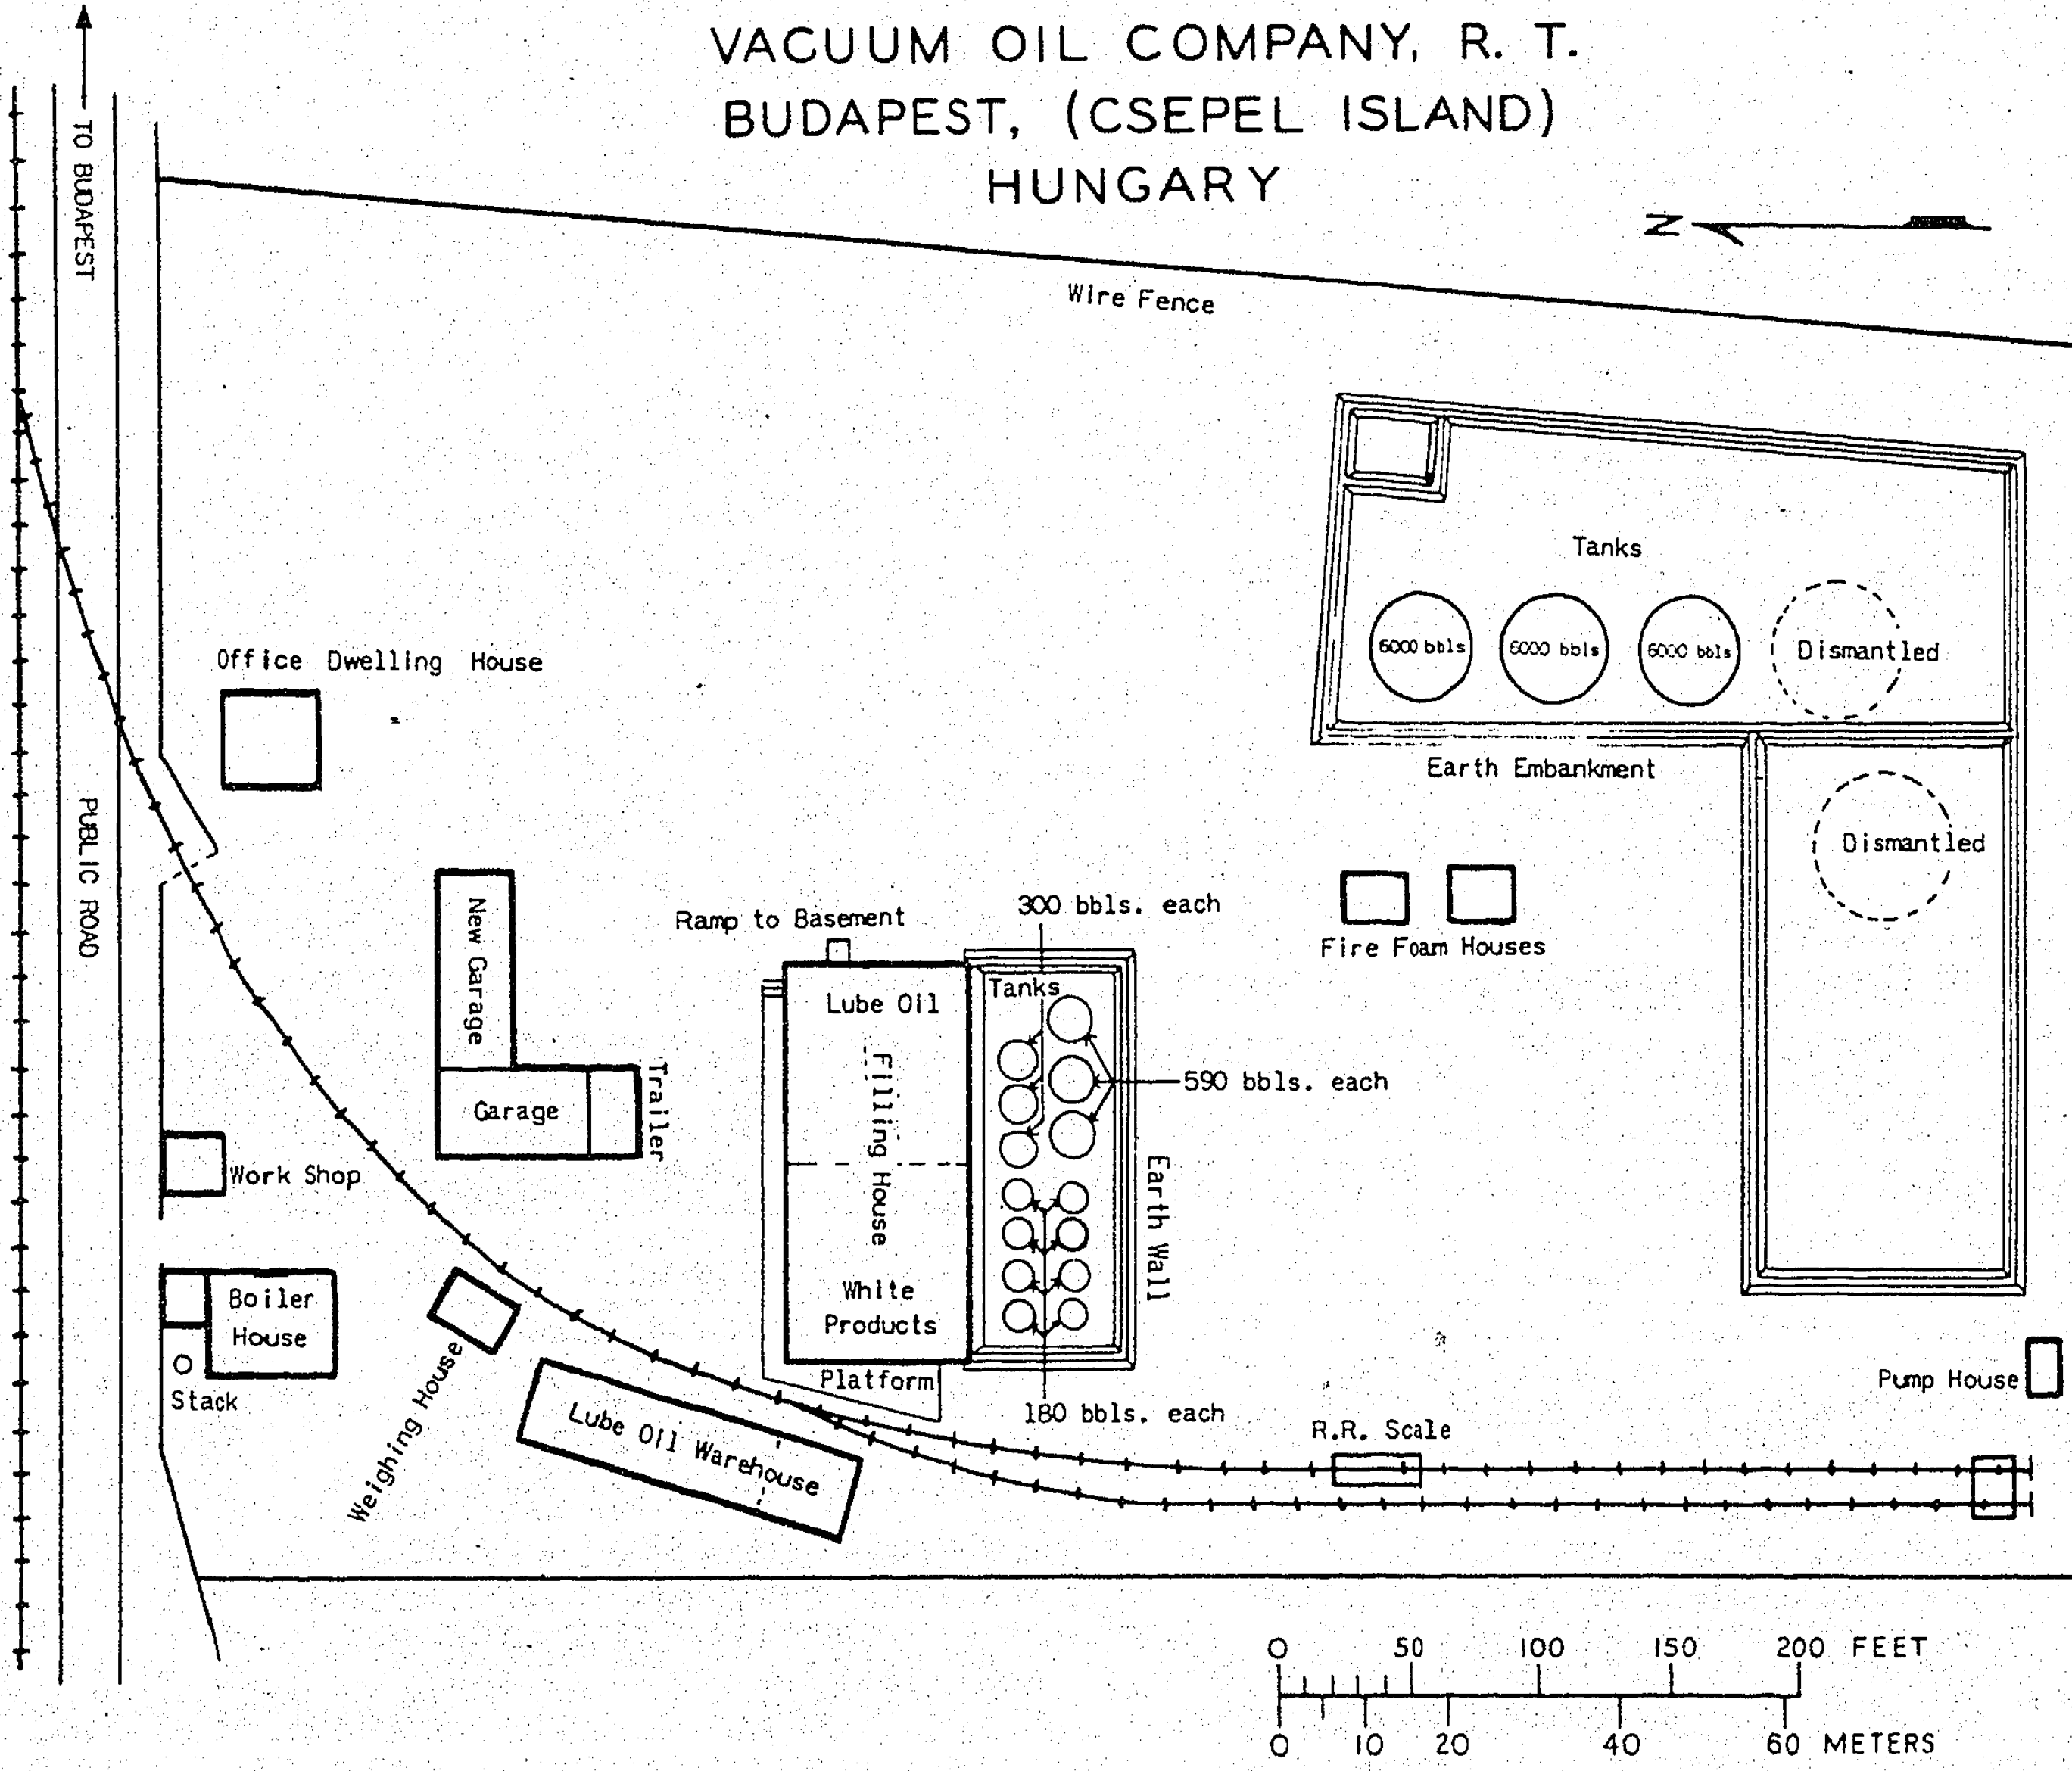 VACUUM OIL COMPANY, R. T.
BUDAPEST, (CSEPEL ISLAND)
HUNGARY
TO BUDAPEST
PUBLIC ROAD
N
Wire Fence
Tanks
6000 bbls
6000 bbls
6000 bbls
Dismantled
Earth Embankment
Dismantled
Office Dwelling House
New Garage
Garage
Trailer
Ramp to Basement
300 bbls. each
Fire Foam Houses
Lube Oil
Filling House
White
Products
Tanks
590 bbls. each
Earth Wall
Work Shop
Boiler
House
Stack
Weighing House
Platform
180 bbls. each
Lube Oil Warehouse
R.R. Scale
Pump House
0 50 100 150 200 FEET
0 10 20 40 60 METERS